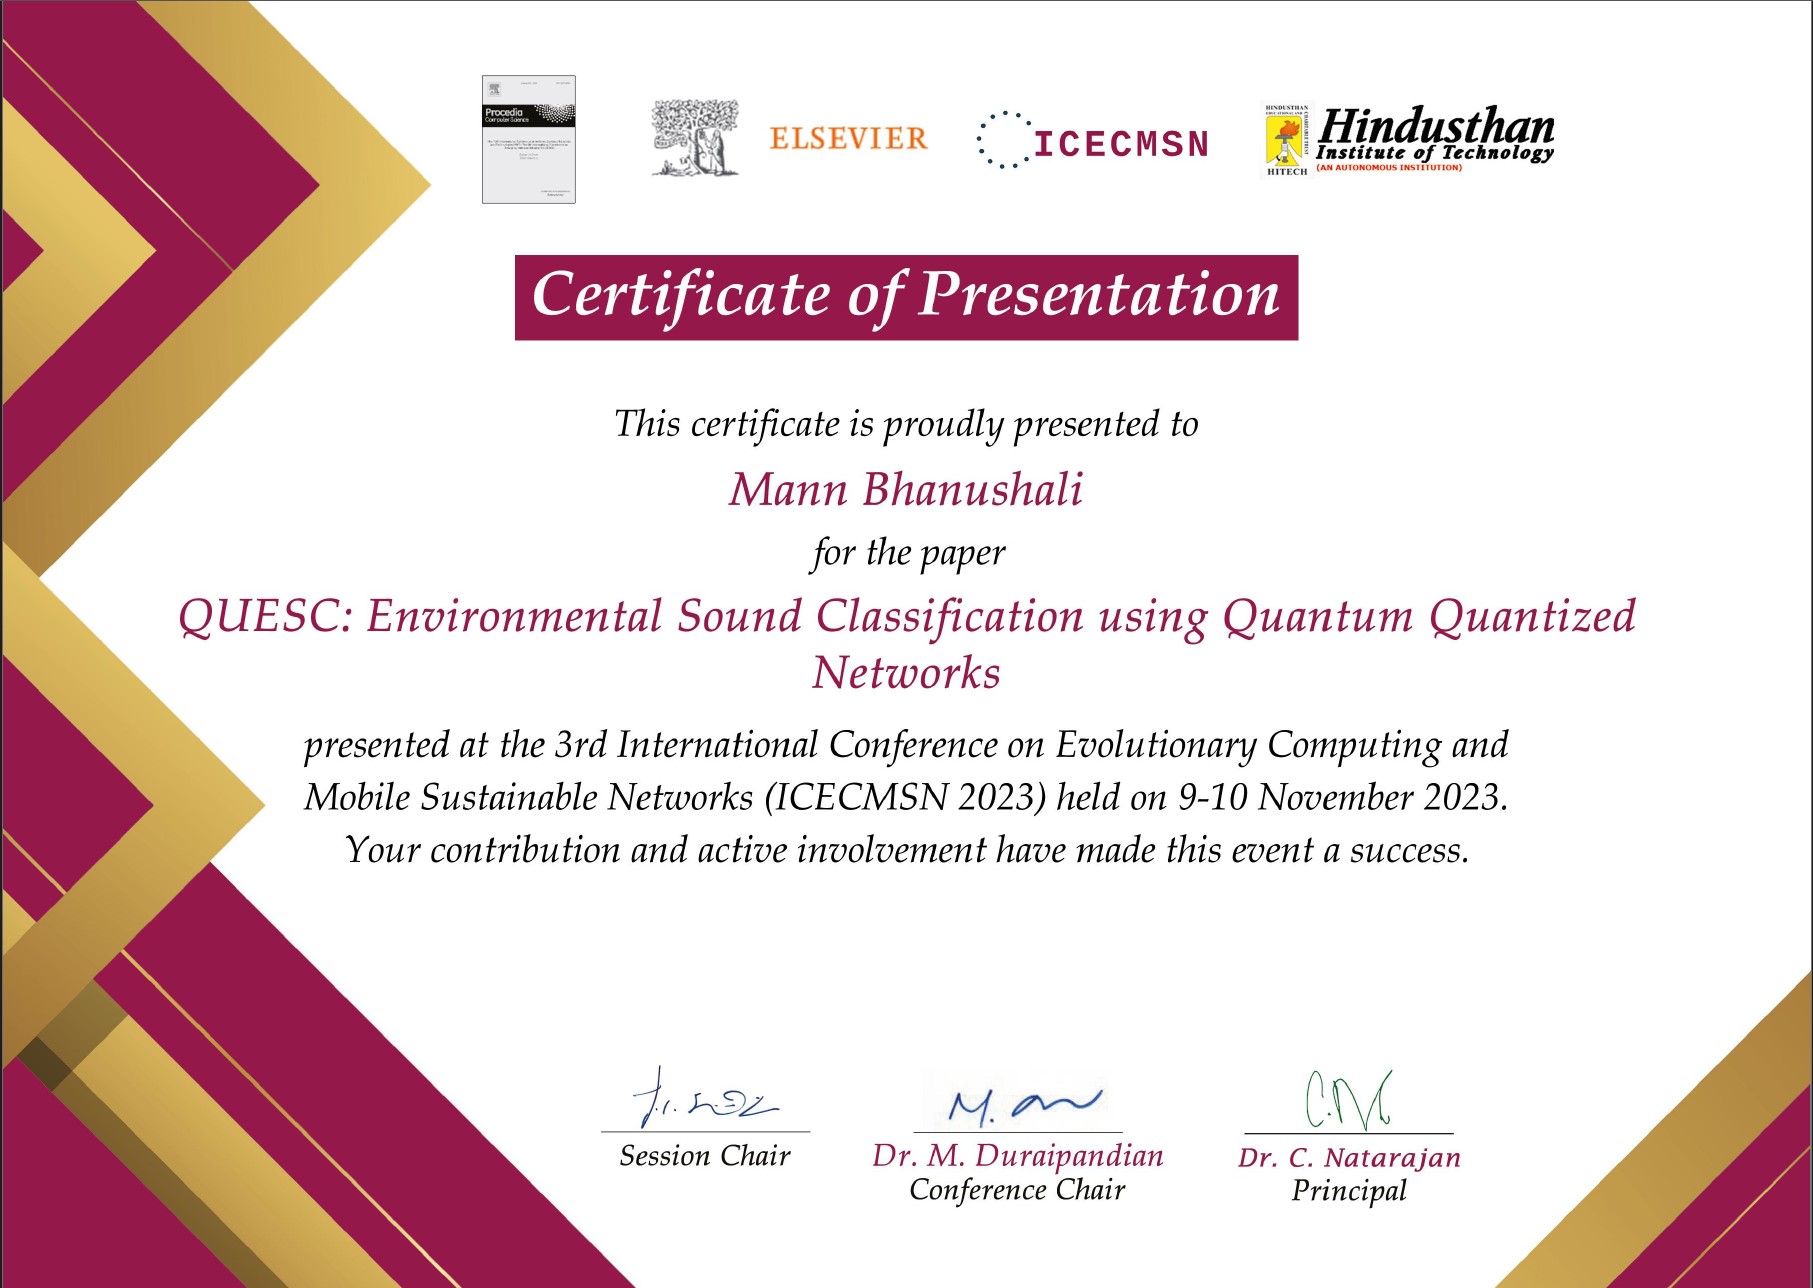 Procedia
Computer Science
ELSEVIER
ICECMSN
HINDUSTHAN
EDUCATIONAL AND
CHARITABLE TRUST
HITECH
Hindusthan
Institute of Technology
(AN AUTONOMOUS INSTITUTION)
Certificate of Presentation
This certificate is proudly presented to
Mann Bhanushali
for the paper
QUESC: Environmental Sound Classification using Quantum Quantized
Networks
presented at the 3rd International Conference on Evolutionary Computing and
Mobile Sustainable Networks (ICECMSN 2023) held on 9-10 November 2023.
Your contribution and active involvement have made this event a success.
Session Chair
Dr. M. Duraipandian
Conference Chair
Dr. C. Natarajan
Principal